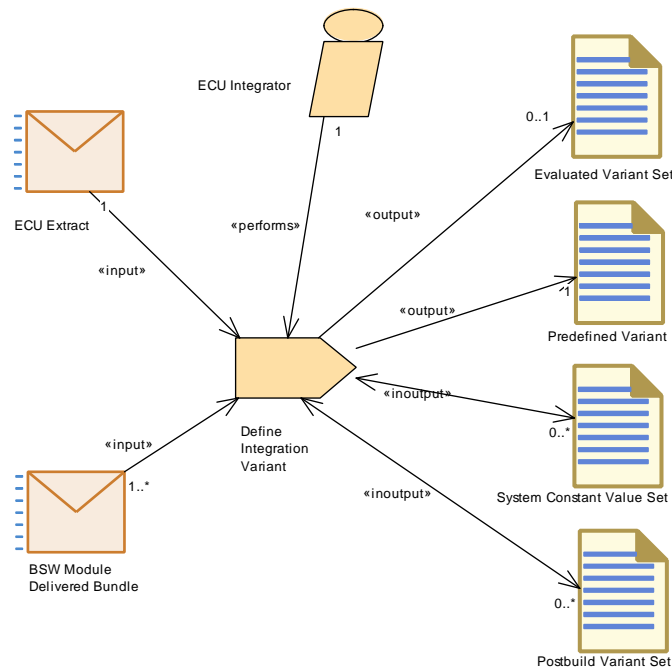 ECU Integrator
1
0..1
Evaluated Variant Set
ECU Extract
1
«performs»
«output»
«input»
«output»
1
Predefined Variant
«inoutput»
0..*
Define
Integration
Variant
«input»
1..*
System Constant Value Set
«inoutput»
BSW Module
Delivered Bundle
0..*
Postbuild Variant Set